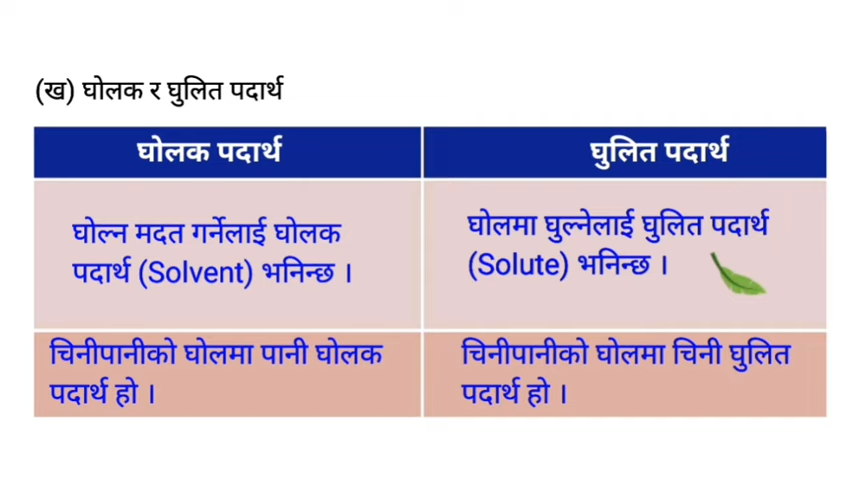 (ख) घोलक र घुलित पदार्थ
घोलक पदार्थ
घुलित पदार्थ
घोल्न मदत गर्नेलाई घोलक
पदार्थ (Solvent) भनिन्छ ।
घोलमा घुल्नेलाई घुलित पदार्थ
(Solute) भनिन्छ ।
चिनीपानीको घोलमा पानी घोलक
पदार्थ हो ।
चिनीपानीको घोलमा चिनी घुलित
पदार्थ हो ।